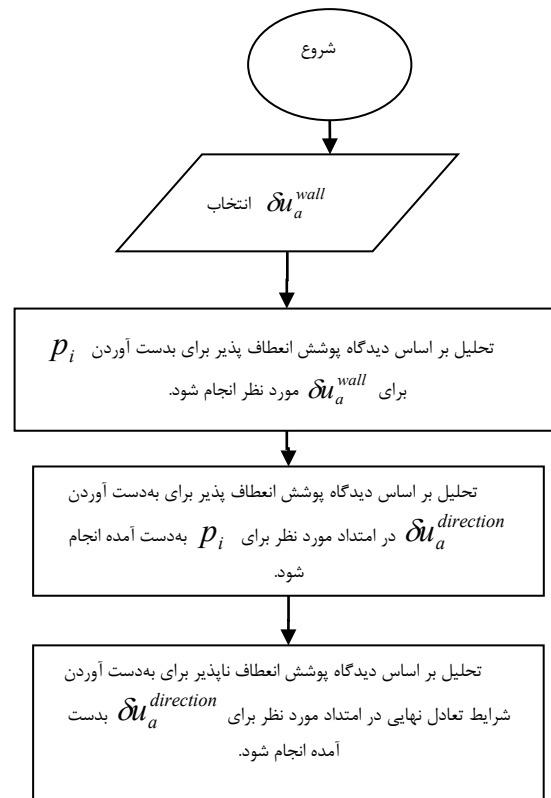 شروع
انتخاب δu_a^{wall}
تحلیل بر اساس دیدگاه پوشش انعطاف پذیر برای بدست آوردن p_i
برای δu_a^{wall} مورد نظر انجام شود.
تحلیل بر اساس دیدگاه پوشش انعطاف پذیر برای به‌دست آوردن
δu_a^{direction} در امتداد مورد نظر برای p_i به‌دست آمده انجام
شود.
تحلیل بر اساس دیدگاه پوشش انعطاف ناپذیر برای به‌دست آوردن
شرایط تعادل نهایی در امتداد مورد نظر برای δu_a^{direction} بدست
آمده انجام شود.